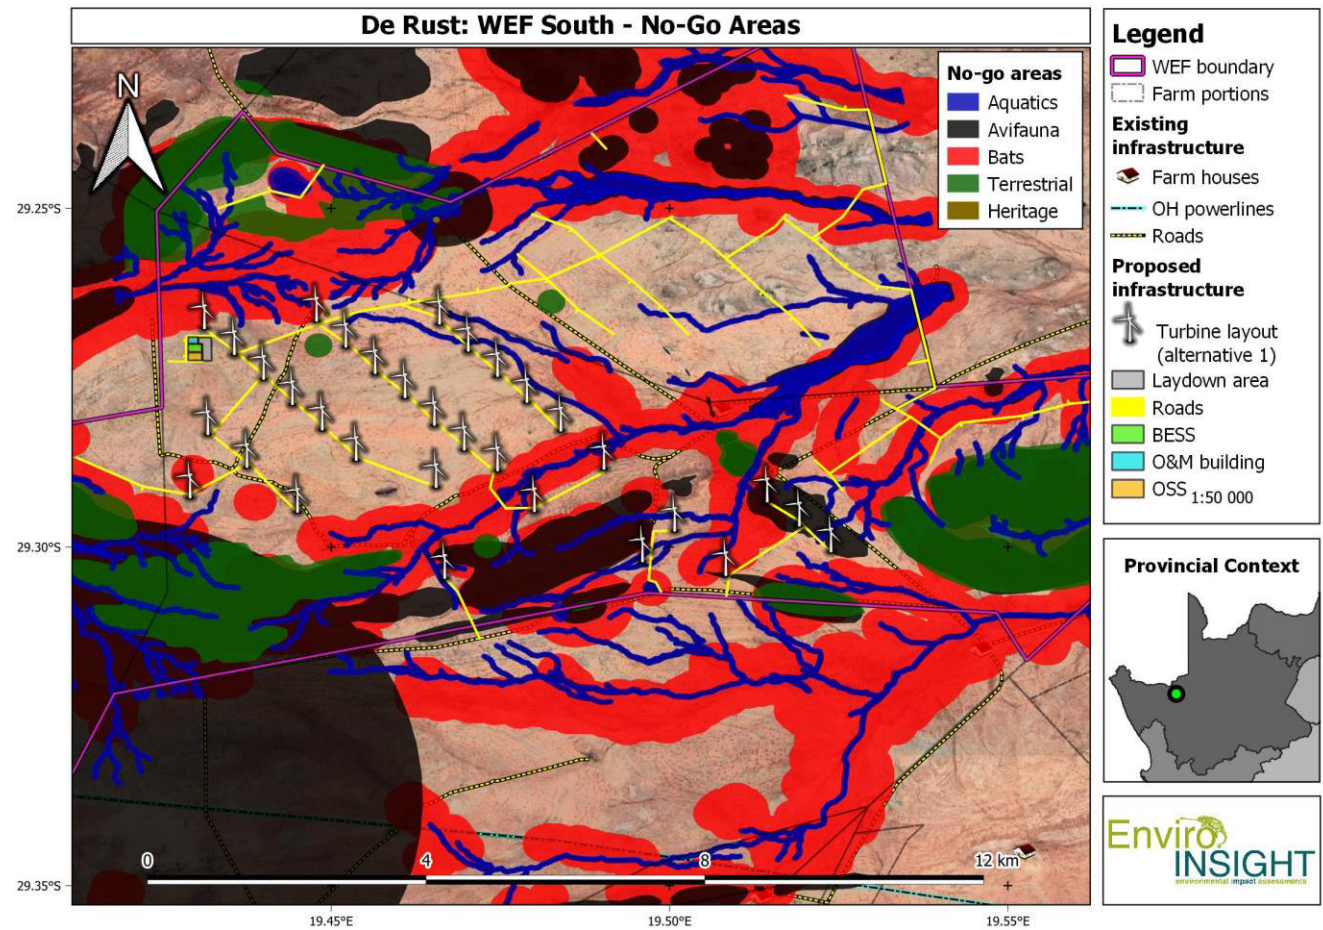 De Rust: WEF South - No-Go Areas
N
No-go areas
Aquatics
Avifauna
Bats
Terrestrial
Heritage
29.25°S
29.30°S
29.35°S
0
4
8
12 km
19.45°E
19.50°E
19.55°E
Legend
WEF boundary
Farm portions
Existing
infrastructure
Farm houses
OH powerlines
Roads
Proposed
infrastructure
Turbine layout
(alternative 1)
Laydown area
Roads
BESS
O&M building
OSS 1:50 000
Provincial Context
Enviro
INSIGHT
environmental impact assessments